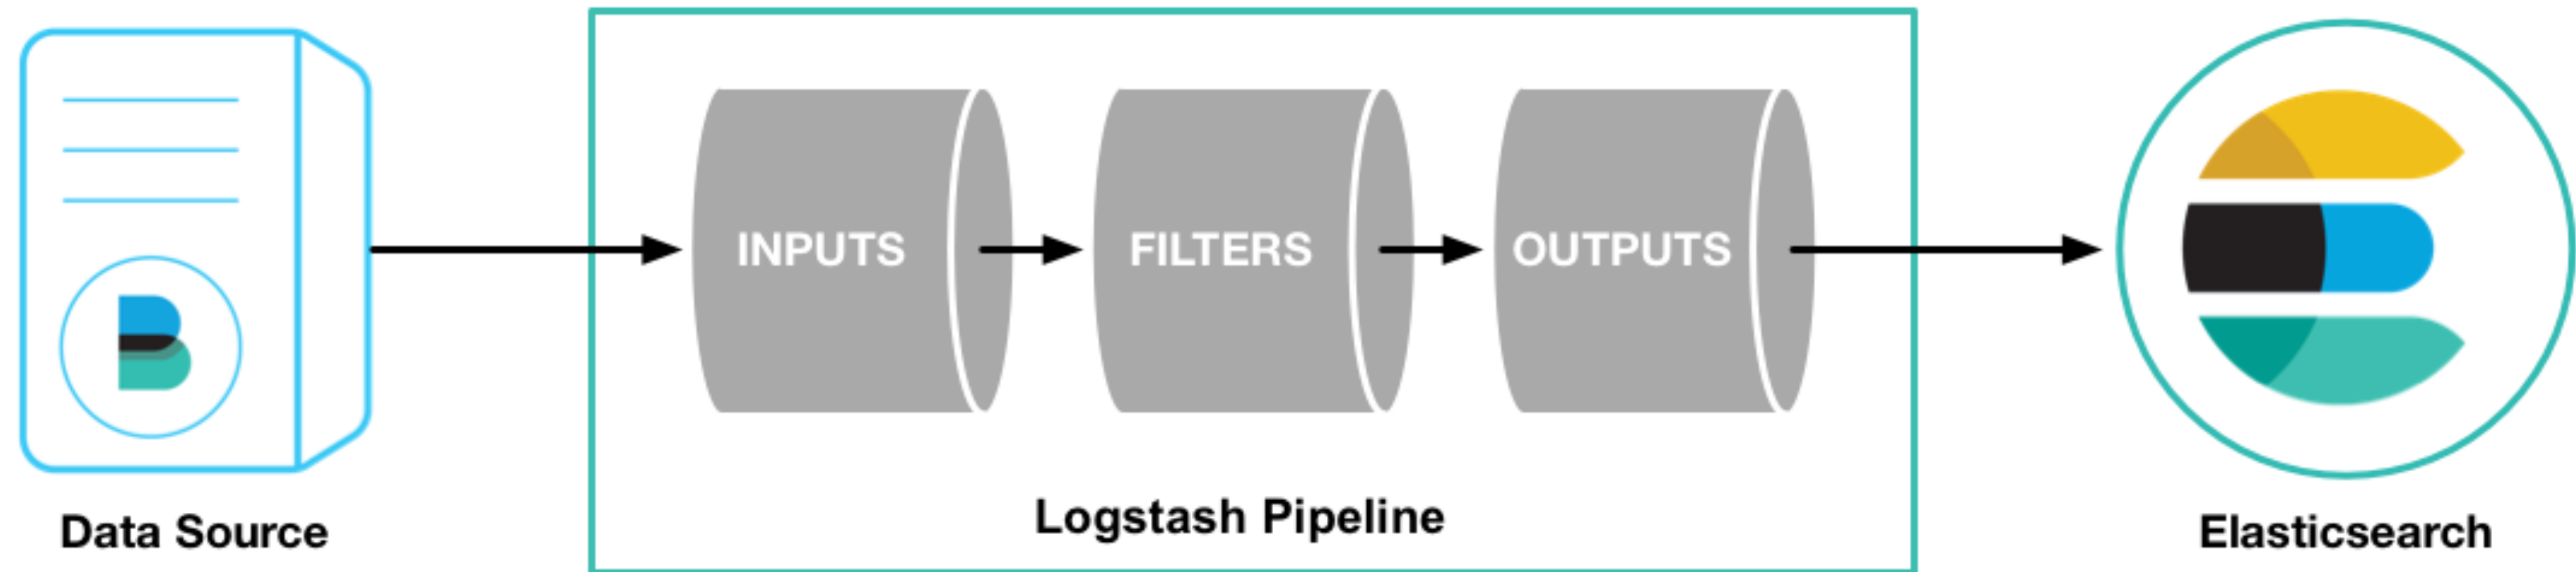 INPUTS
FILTERS
OUTPUTS
Data Source
Logstash Pipeline
Elasticsearch